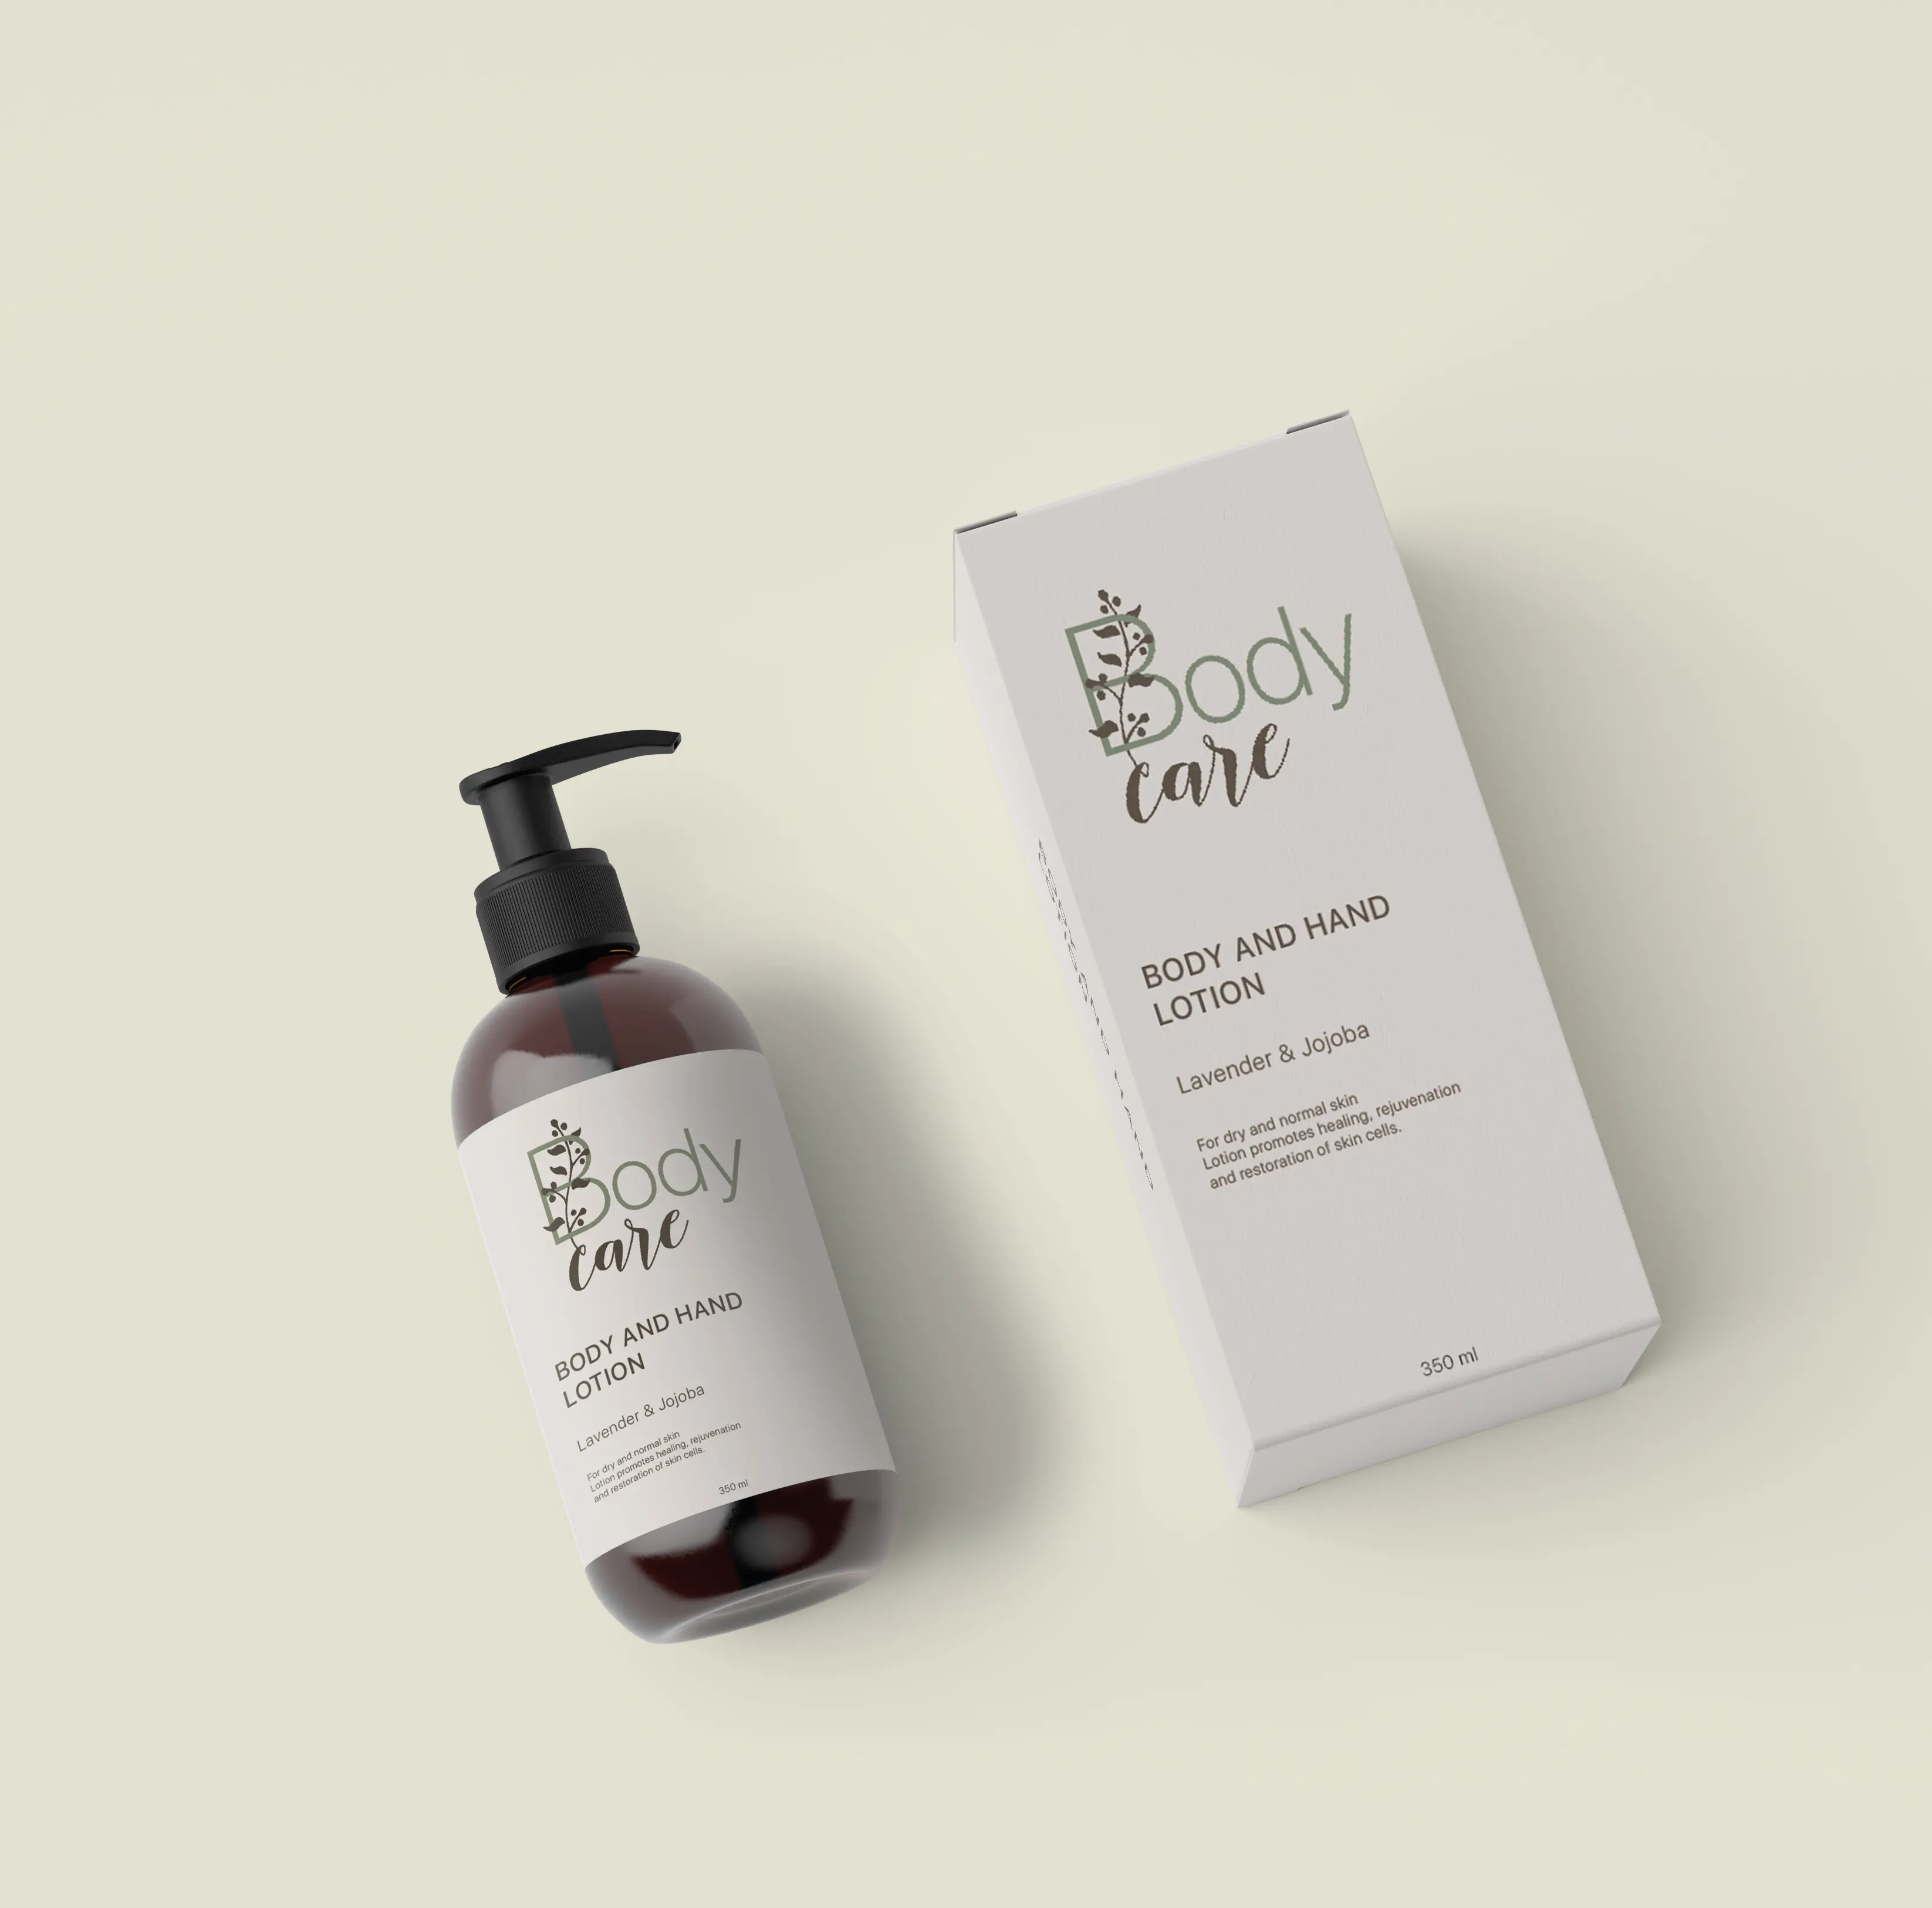 Body
care
BODY AND HAND
LOTION
Lavender & Jojoba
For dry and normal skin
Lotion promotes healing, rejuvenation
and restoration of skin cells.
350 ml
Body
care
BODY AND HAND
LOTION
Lavender & Jojoba
For dry and normal skin
Lotion promotes healing, rejuvenation
and restoration of skin cells.
350 ml